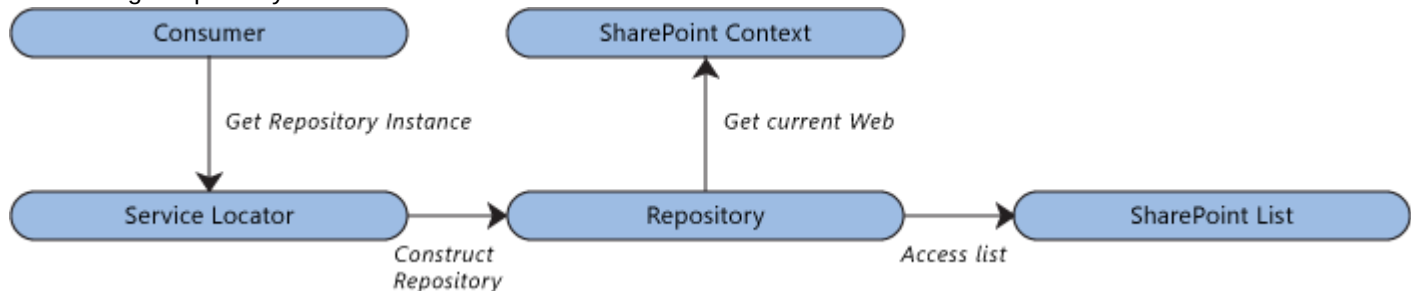 Consumer
SharePoint Context
Get Repository Instance
Get current Web
Service Locator
Repository
SharePoint List
Construct
Repository
Access list